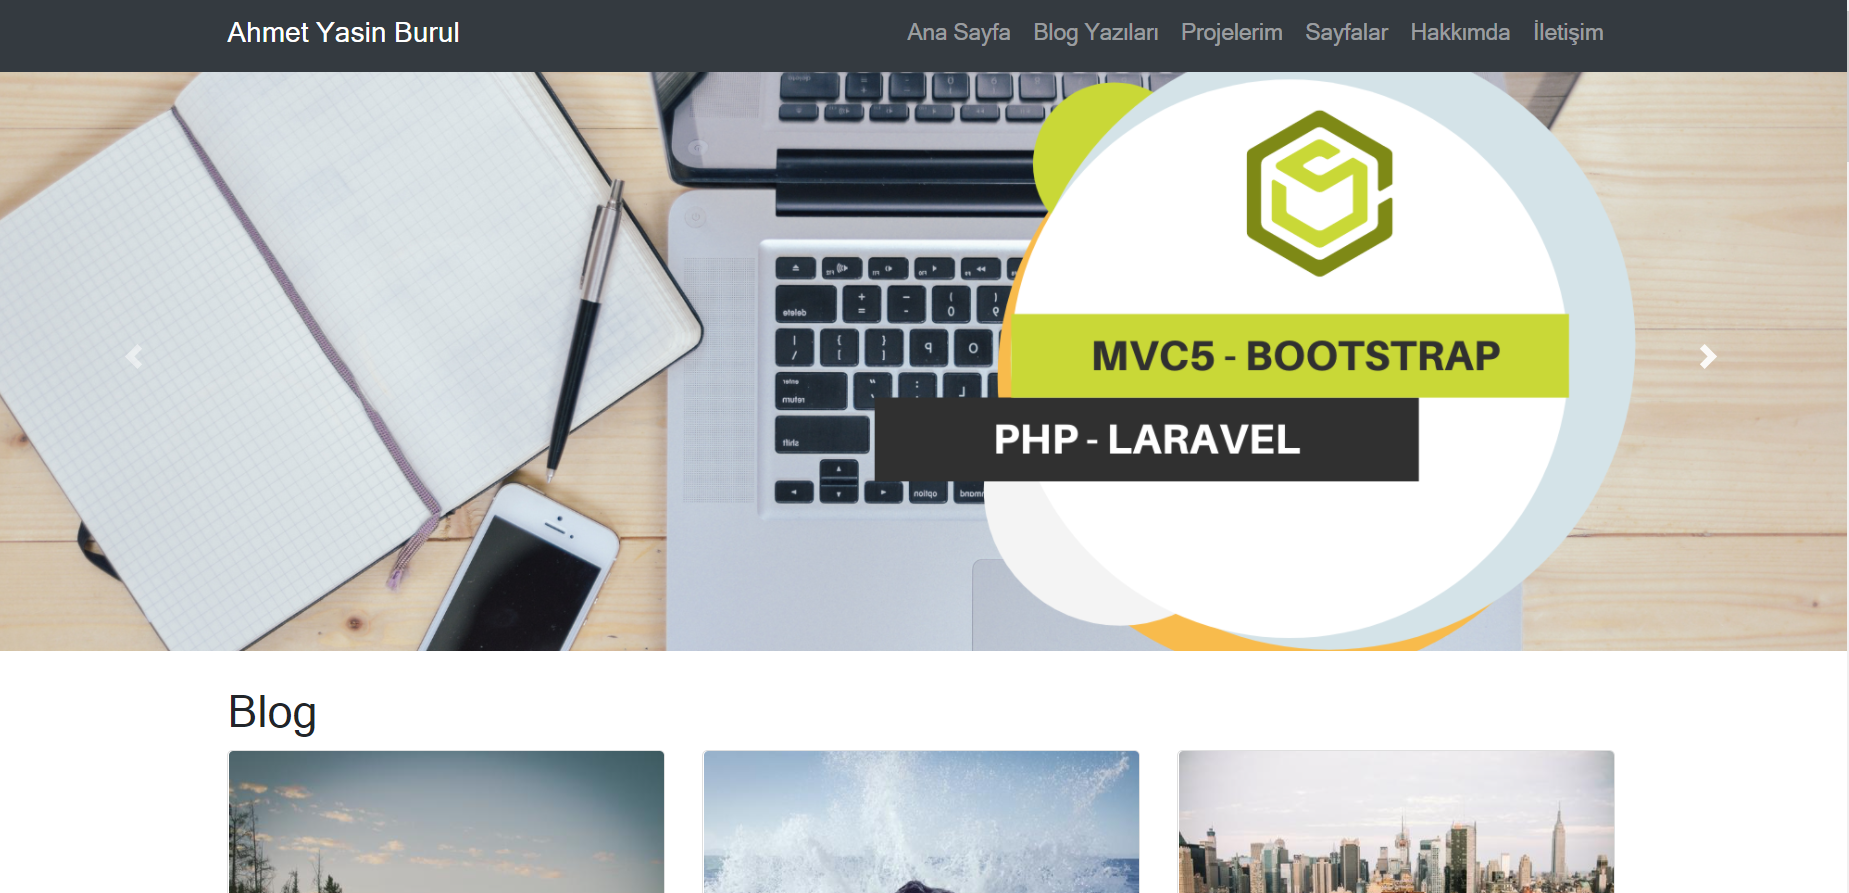 Ahmet Yasin Burul
Ana Sayfa Blog Yazıları Projelerim Sayfalar Hakkımda İletişim
MVC5 - BOOTSTRAP
PHP - LARAVEL
Blog